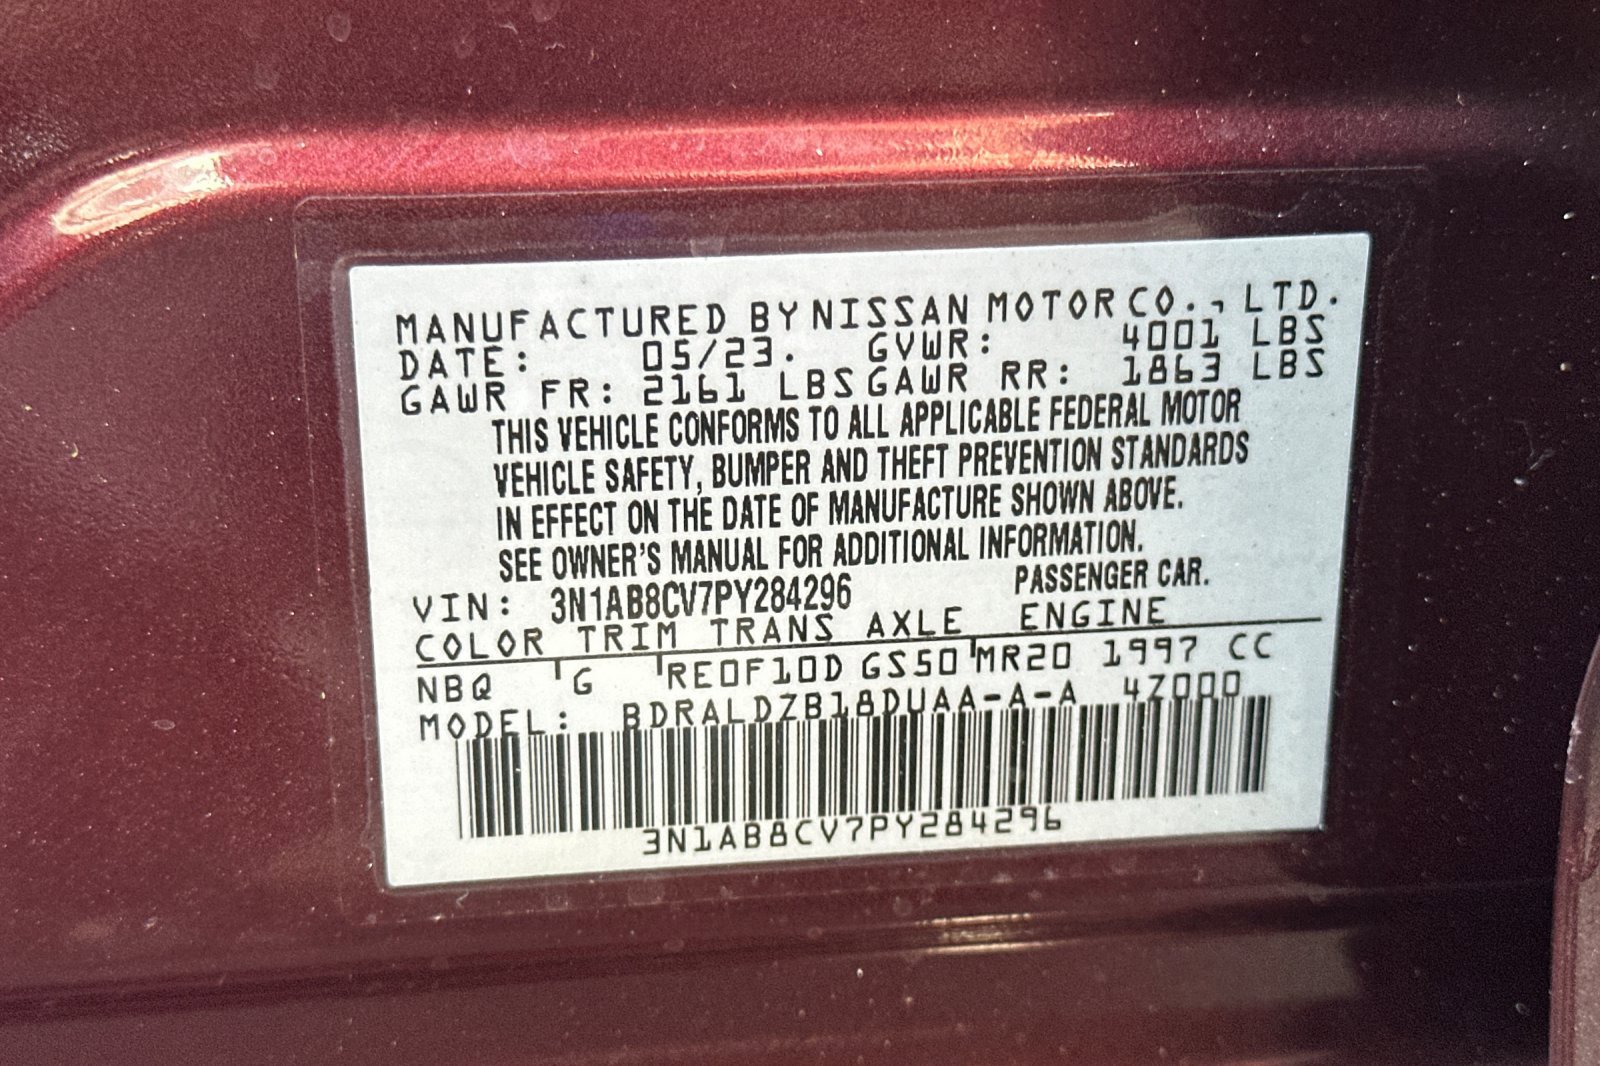 MANUFACTURED BY NISSAN MOTOR CO., LTD.
DATE: 05/23. GVWR: 4001 LBS
GAWR FR: 2161 LBS GAWR RR: 1863 LBS
THIS VEHICLE CONFORMS TO ALL APPLICABLE FEDERAL MOTOR
VEHICLE SAFETY, BUMPER AND THEFT PREVENTION STANDARDS
IN EFFECT ON THE DATE OF MANUFACTURE SHOWN ABOVE.
SEE OWNER'S MANUAL FOR ADDITIONAL INFORMATION.
VIN: 3N1AB8CV7PY284296 PASSENGER CAR.
COLOR TRIM TRANS AXLE ENGINE
NBQ G RE0F10D GS50 MR20 1997 CC
MODEL: BDRALDZB18DUAA-A-A 4Z000
3N1AB8CV7PY284296